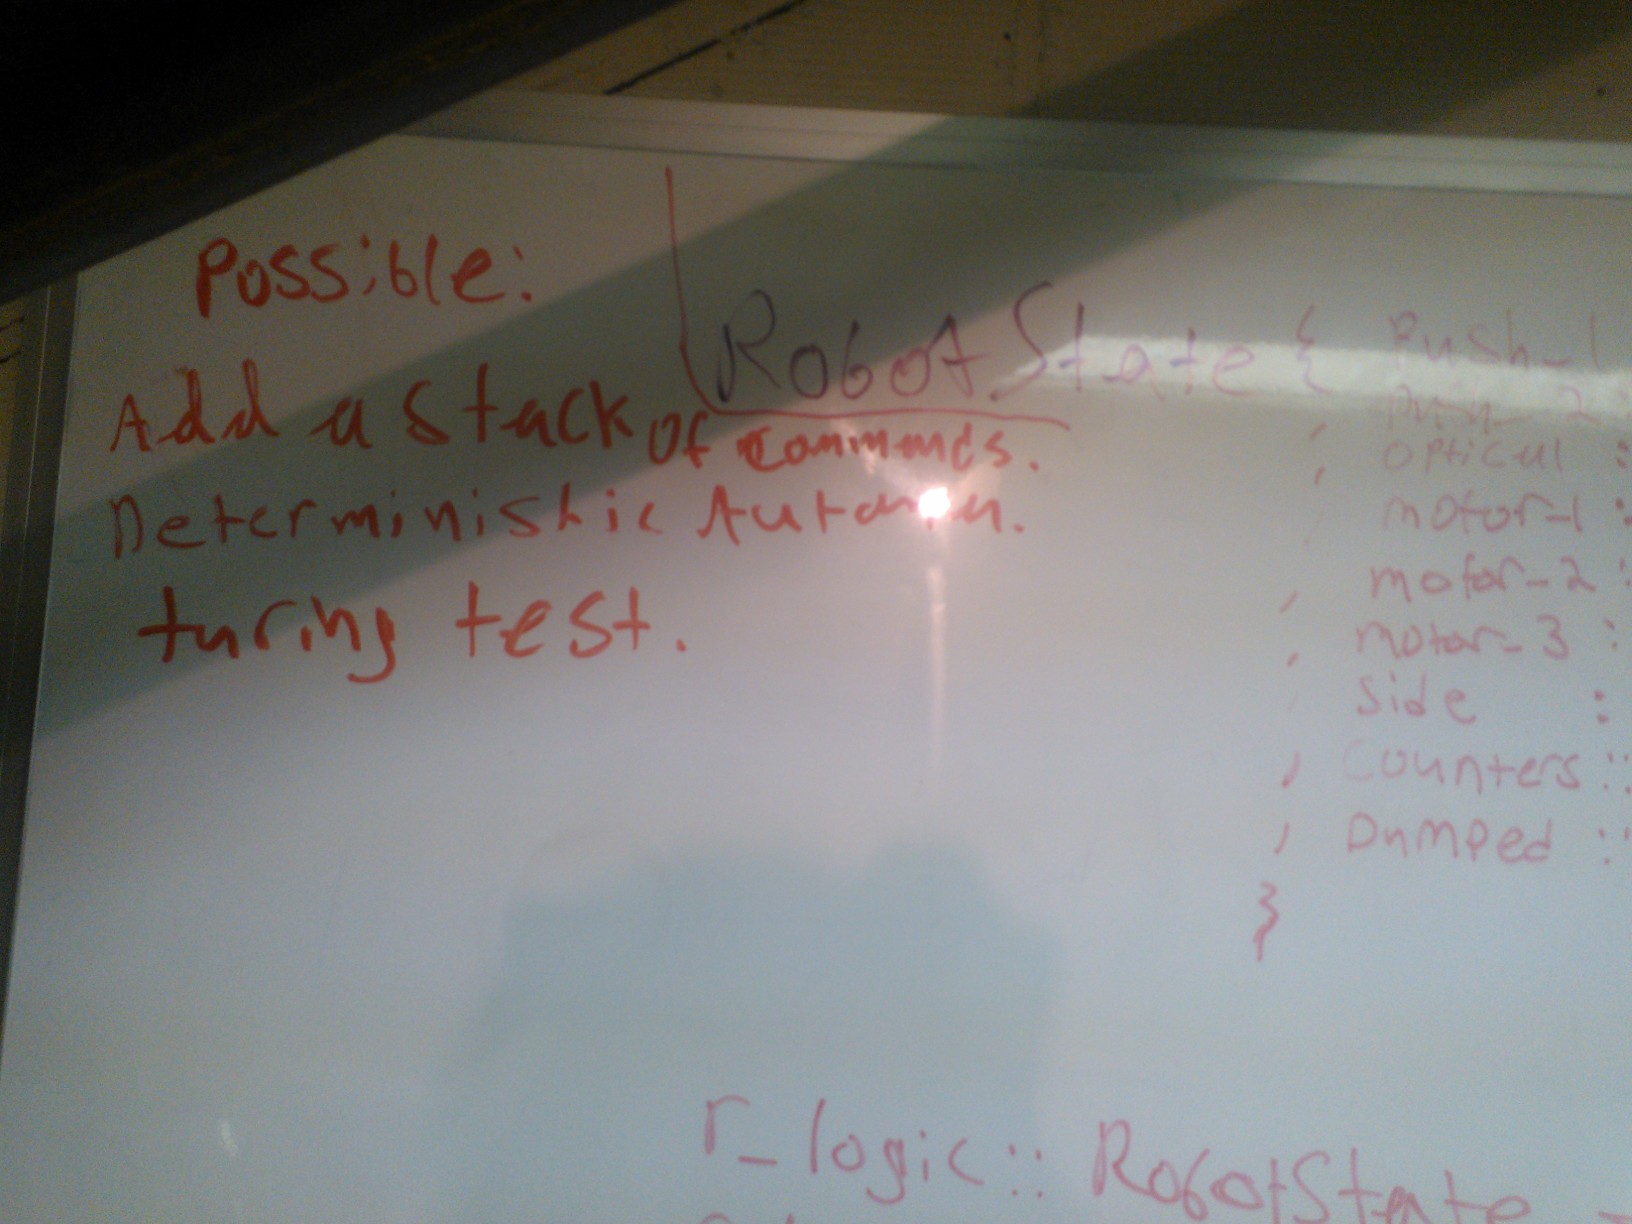 Possible:
Add a stack of commands.
Deterministic
turing test.
RobotState { Push_1
Push_2 :
, optical :
, motor_1 :
, motor_2 :
, motor_3 :
, Side :
, Counters ::
, Dumped ::
}
r_logic :: RobotState